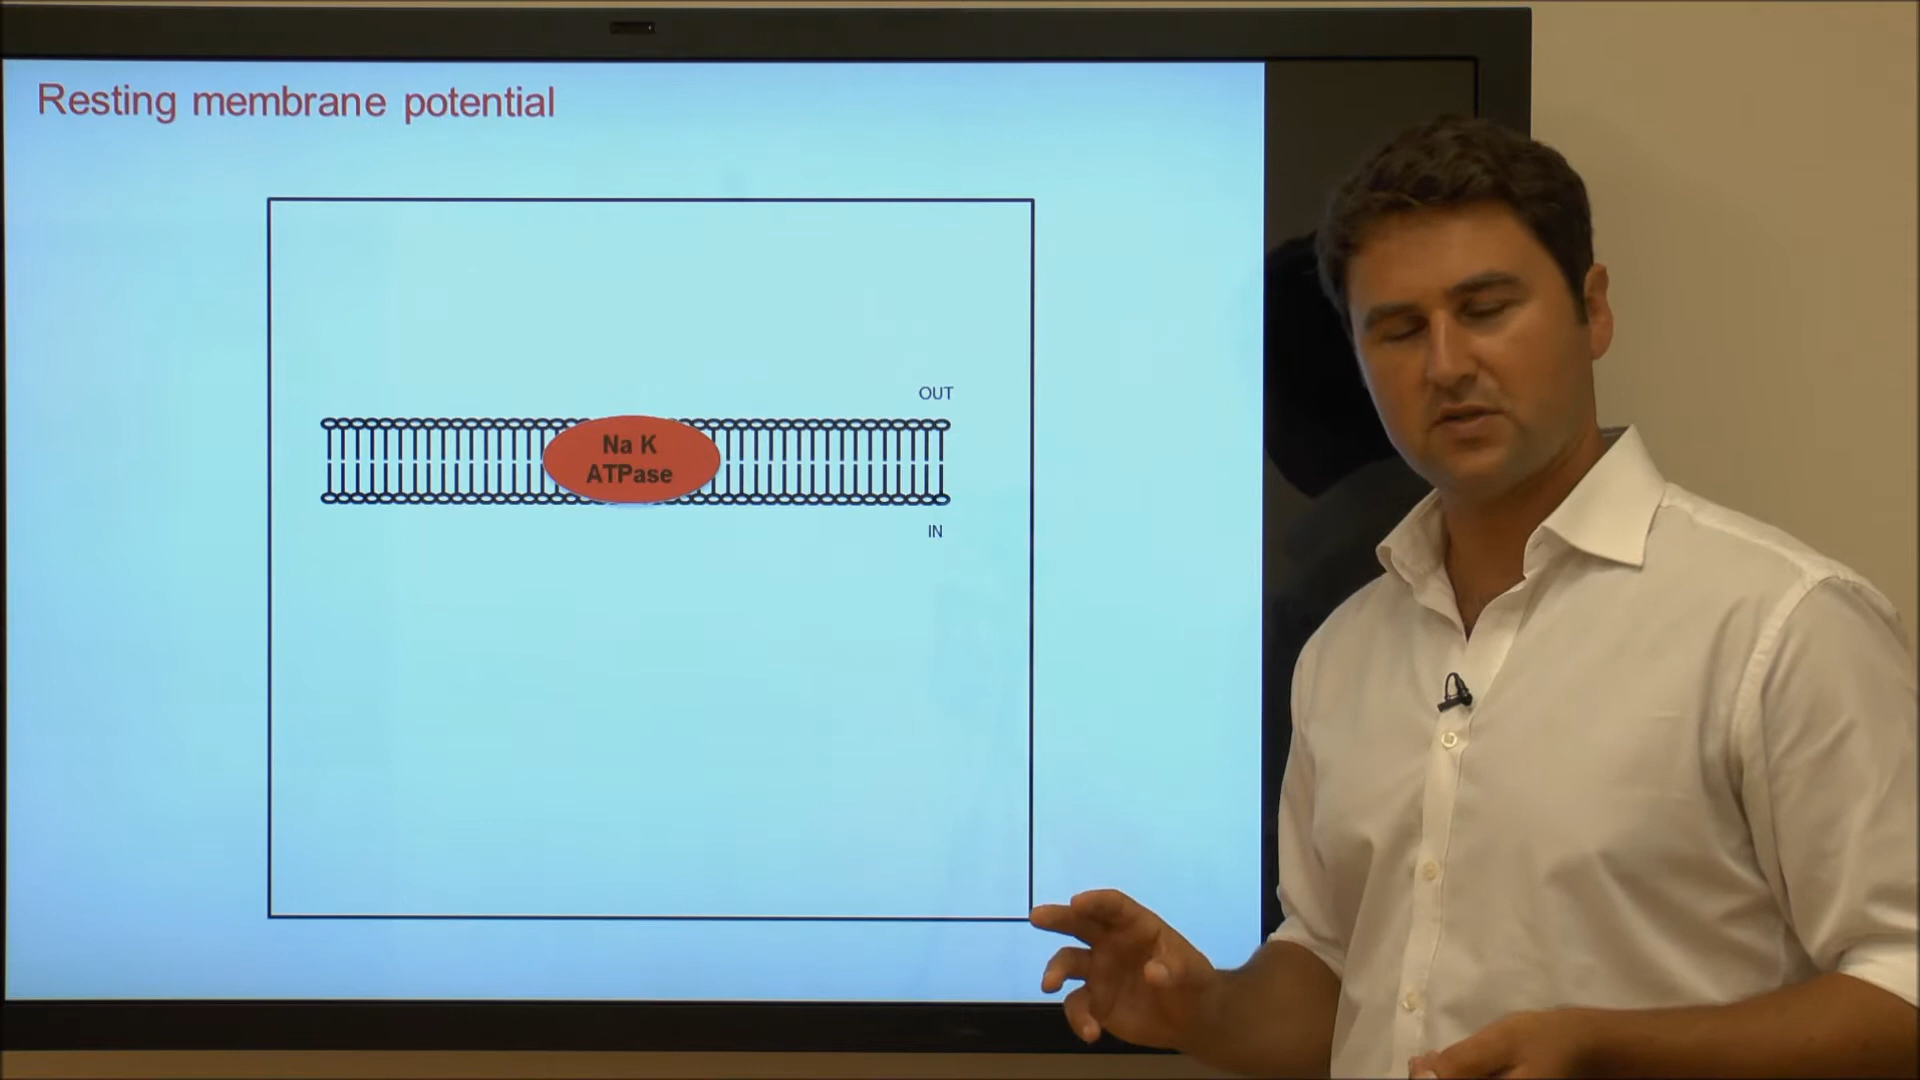 Resting membrane potential
OUT
Na K
ATPase
IN